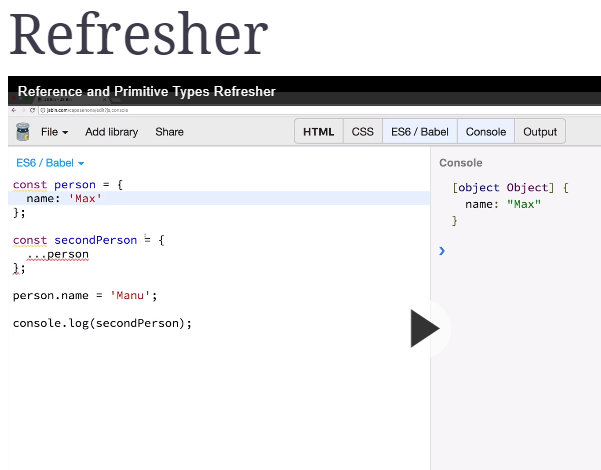 Refresher
Reference and Primitive Types Refresher
File
Add library
Share
HTML
CSS
ES6 / Babel
Console
Output
ES6 / Babel
const person = {
name: 'Max'
};
const secondPerson = {
...person
};
person.name = 'Manu';
console.log(secondPerson);
Console
[object Object] {
name: "Max"
}